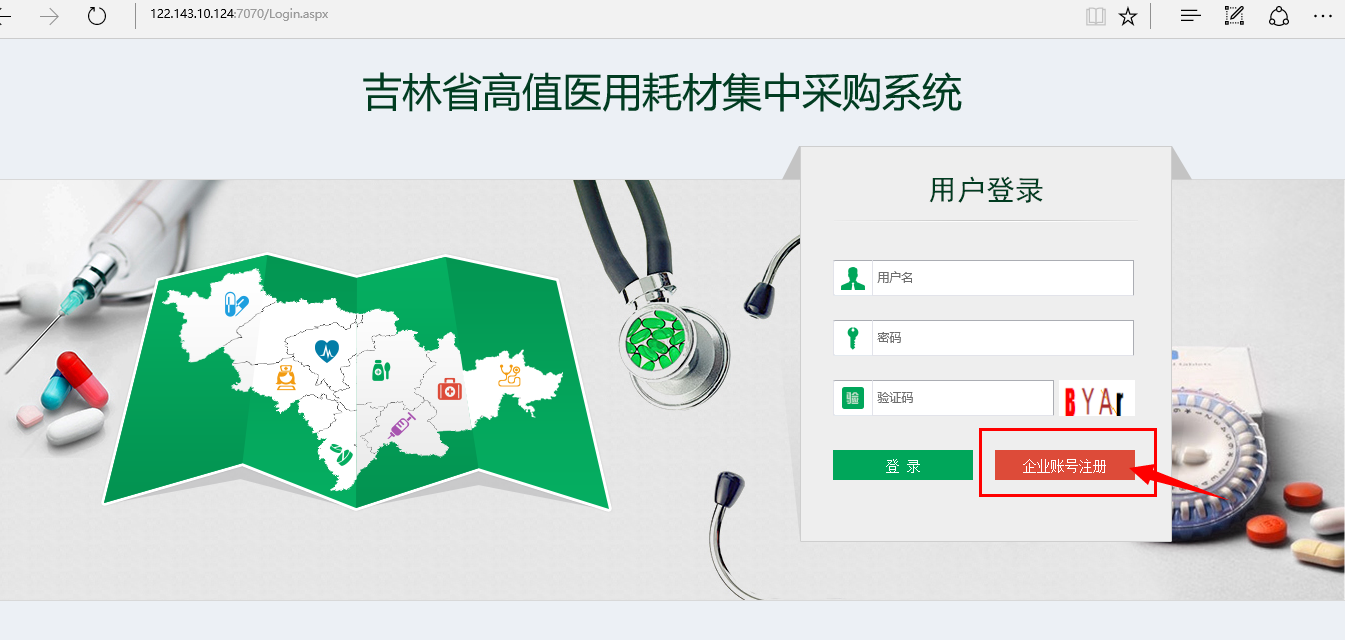 122.143.10.124:7070/Login.aspx
吉林省高值医用耗材集中采购系统
用户登录
用户名
密码
验 验证码 BYAr
登 录 企业账号注册